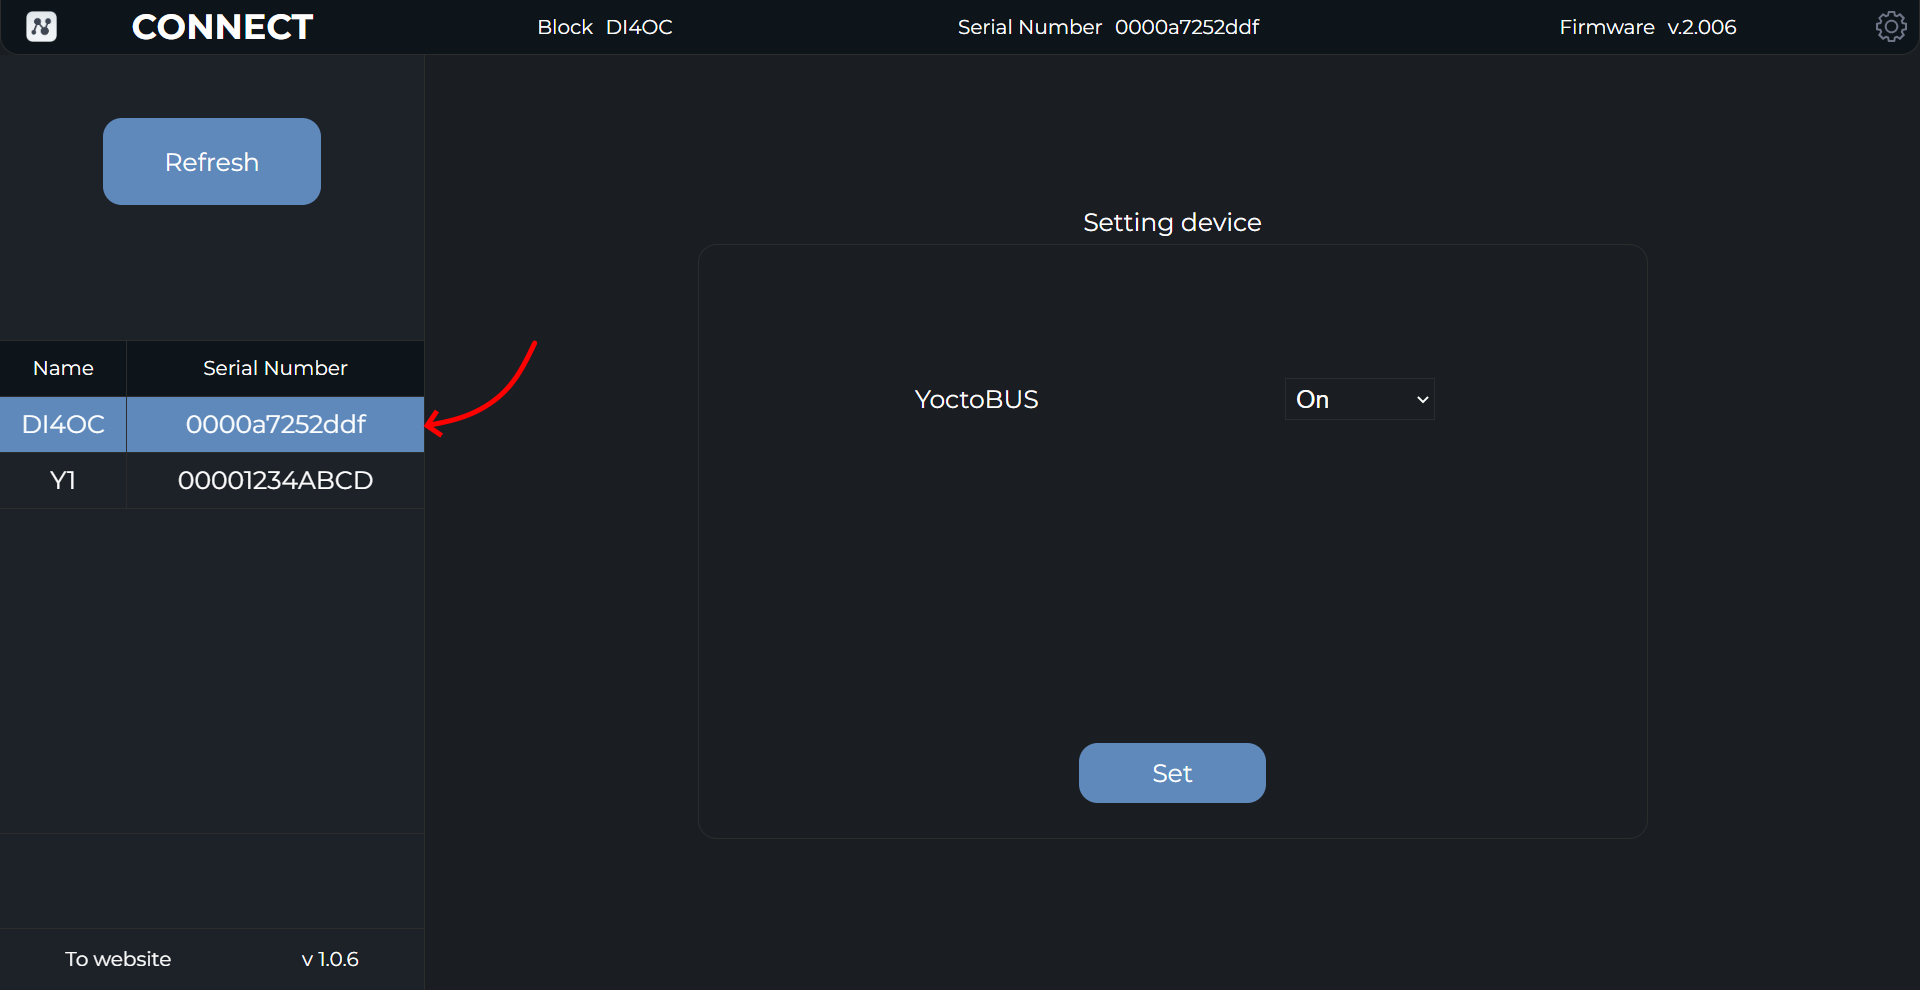 CONNECT
Block DI4OC
Serial Number 0000a7252ddf
Firmware v.2.006
Refresh
Name Serial Number
DI4OC 0000a7252ddf
Y1 00001234ABCD
To website v 1.0.6
Setting device
YoctoBUS On
Set